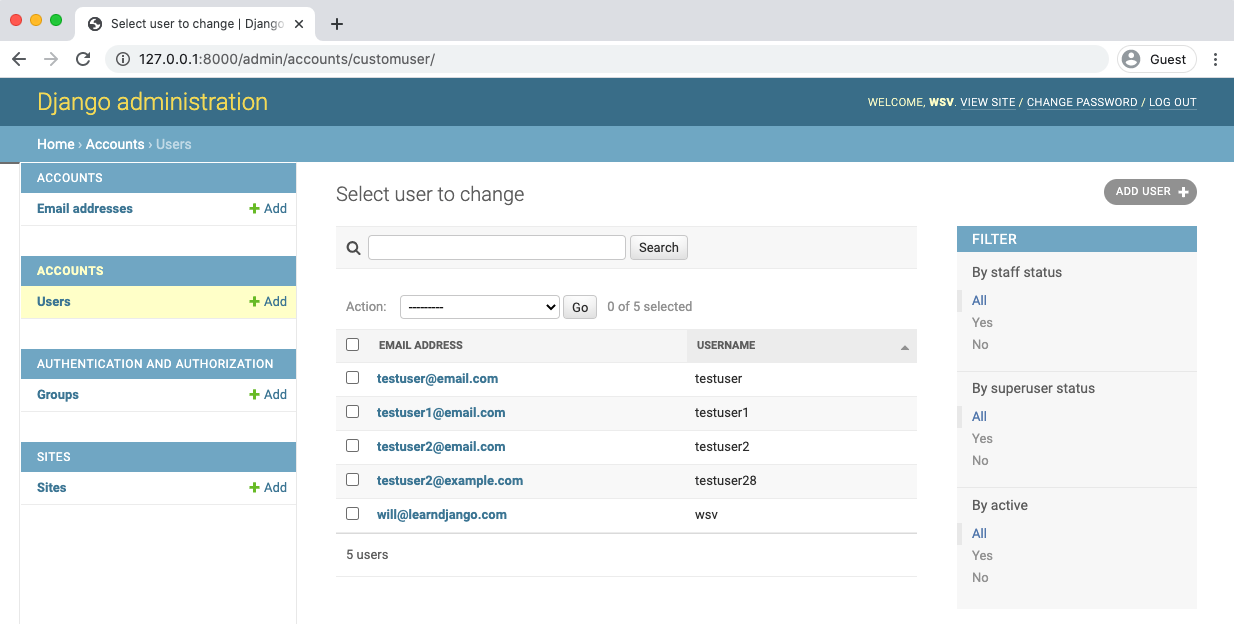 Select user to change | Django
127.0.0.1:8000/admin/accounts/customuser/
Guest
Django administration
WELCOME, WSV. VIEW SITE / CHANGE PASSWORD / LOG OUT
Home › Accounts › Users
ACCOUNTS
Email addresses
Add
ACCOUNTS
Users
Add
AUTHENTICATION AND AUTHORIZATION
Groups
Add
SITES
Sites
Add
Select user to change
ADD USER
Search
Action: --------- Go 0 of 5 selected
EMAIL ADDRESS USERNAME
testuser@email.com testuser
testuser1@email.com testuser1
testuser2@email.com testuser2
testuser2@example.com testuser28
will@learndjango.com wsv
5 users
FILTER
By staff status
All
Yes
No
By superuser status
All
Yes
No
By active
All
Yes
No